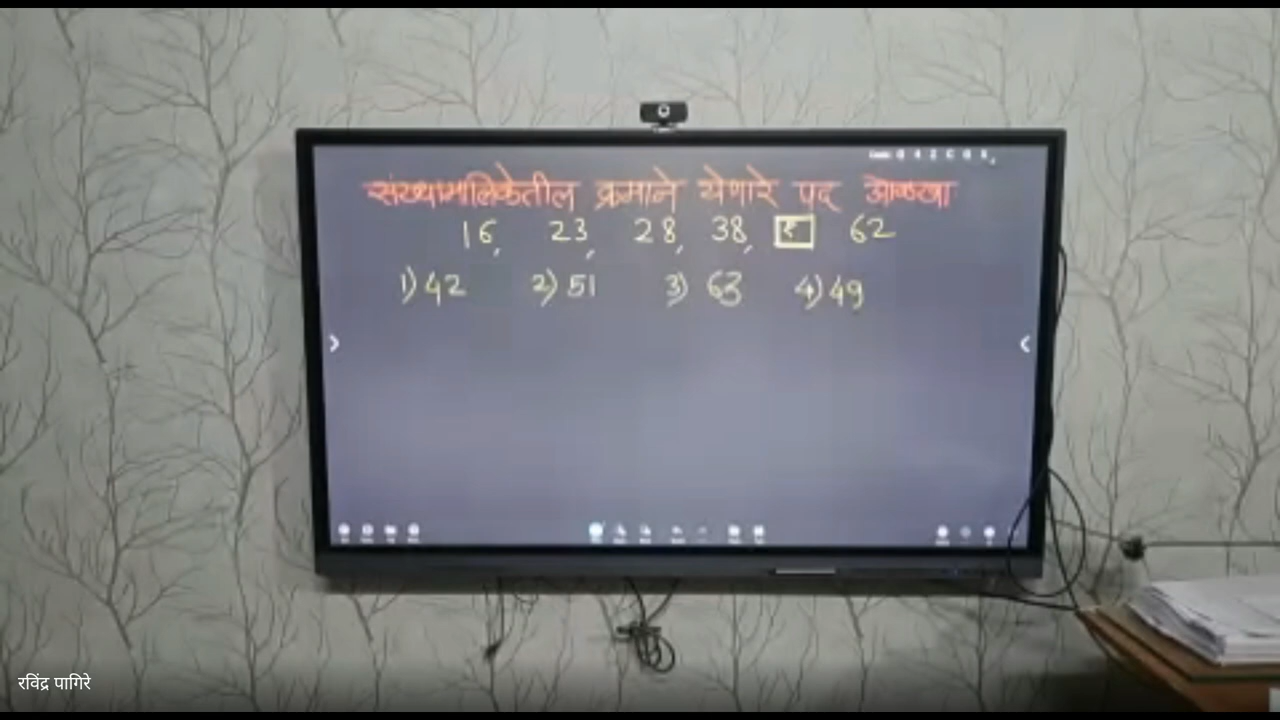 संख्यामालिकेतील क्रमाने येणारे पद ओळखा
16, 23, 28, 38, ? 62
1) 42 2) 51 3) 63 4) 49
रविंद्र पागिरे